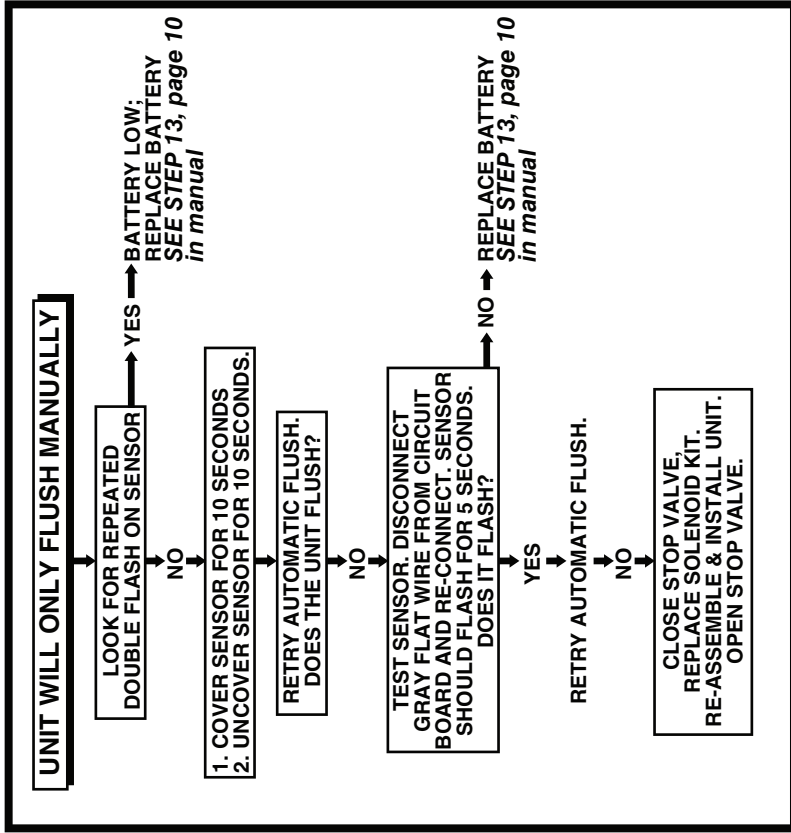 UNIT WILL ONLY FLUSH MANUALLY
LOOK FOR REPEATED
DOUBLE FLASH ON SENSOR
YES
BATTERY LOW;
REPLACE BATTERY
SEE STEP 13, page 10
in manual
NO
1. COVER SENSOR FOR 10 SECONDS
2. UNCOVER SENSOR FOR 10 SECONDS.
RETRY AUTOMATIC FLUSH.
DOES THE UNIT FLUSH?
NO
TEST SENSOR. DISCONNECT
GRAY FLAT WIRE FROM CIRCUIT
BOARD AND RE-CONNECT. SENSOR
SHOULD FLASH FOR 5 SECONDS.
DOES IT FLASH?
NO
REPLACE BATTERY
SEE STEP 13, page 10
in manual
YES
RETRY AUTOMATIC FLUSH.
NO
CLOSE STOP VALVE,
REPLACE SOLENOID KIT.
RE-ASSEMBLE & INSTALL UNIT.
OPEN STOP VALVE.